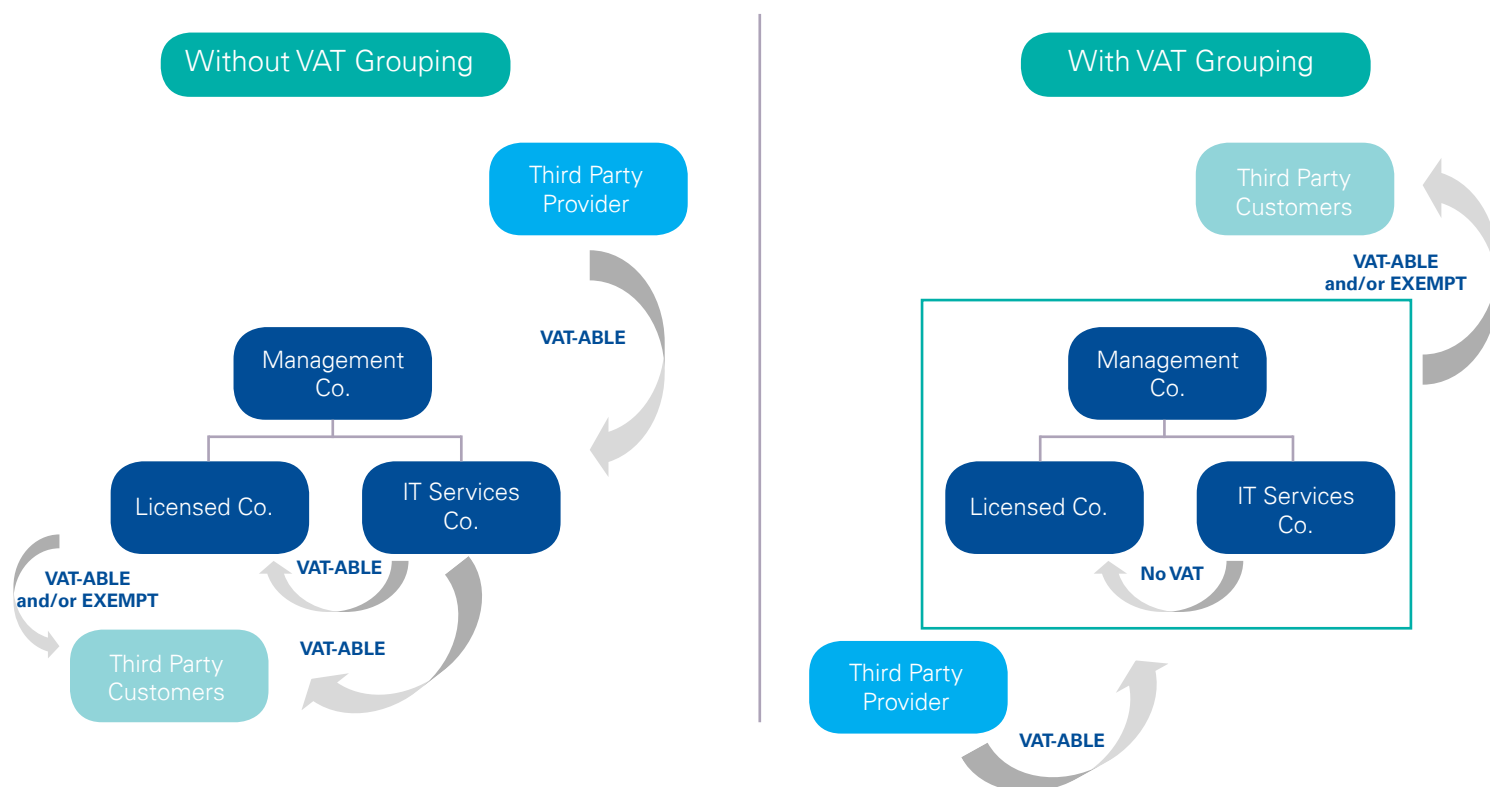 Without VAT Grouping
Third Party
Provider
VAT-ABLE
Management
Co.
Licensed Co.
IT Services
Co.
VAT-ABLE
VAT-ABLE
and/or EXEMPT
VAT-ABLE
Third Party
Customers
With VAT Grouping
Third Party
Customers
VAT-ABLE
and/or EXEMPT
Management
Co.
Licensed Co.
IT Services
Co.
No VAT
Third Party
Provider
VAT-ABLE